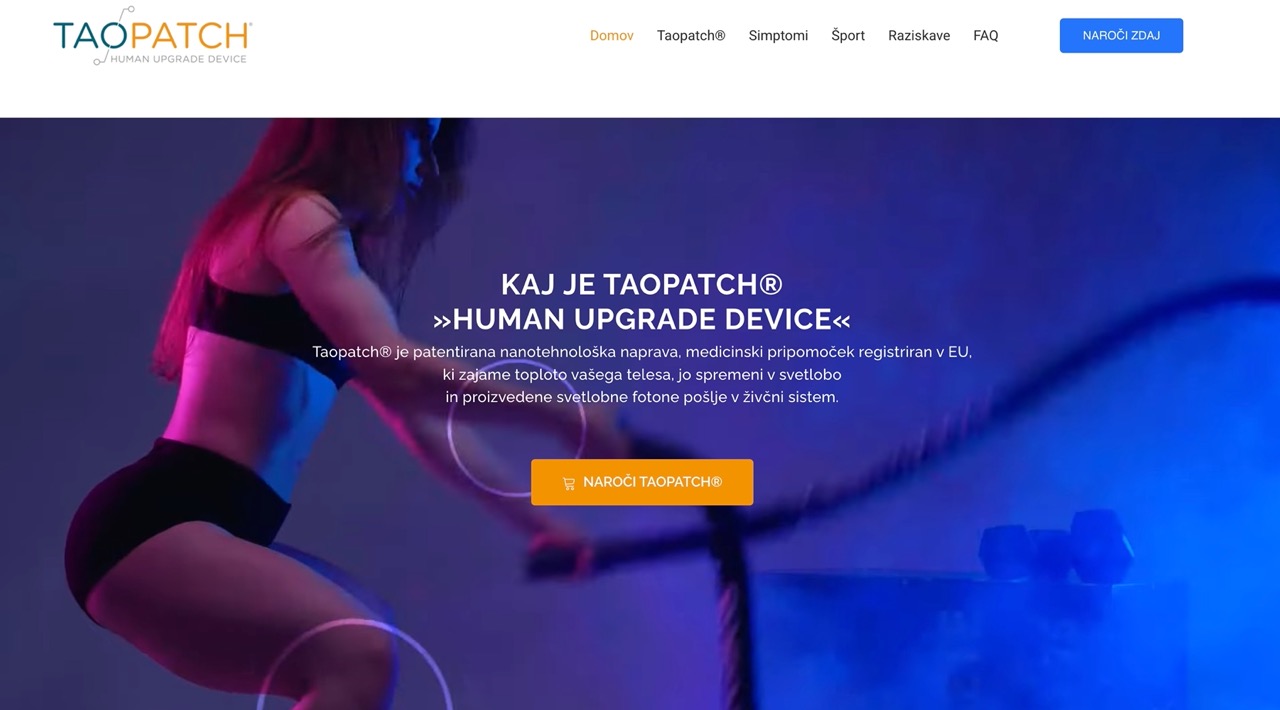 TAOPATCH®
HUMAN UPGRADE DEVICE
Domov
Taopatch®
Simptomi
Šport
Raziskave
FAQ
NAROČI ZDAJ
KAJ JE TAOPATCH®
»HUMAN UPGRADE DEVICE«
Taopatch® je patentirana nanotehnološka naprava, medicinski pripomoček registriran v EU,
ki zajame toploto vašega telesa, jo spremeni v svetlobo
in proizvedene svetlobne fotone pošlje v živčni sistem.
NAROČI TAOPATCH®